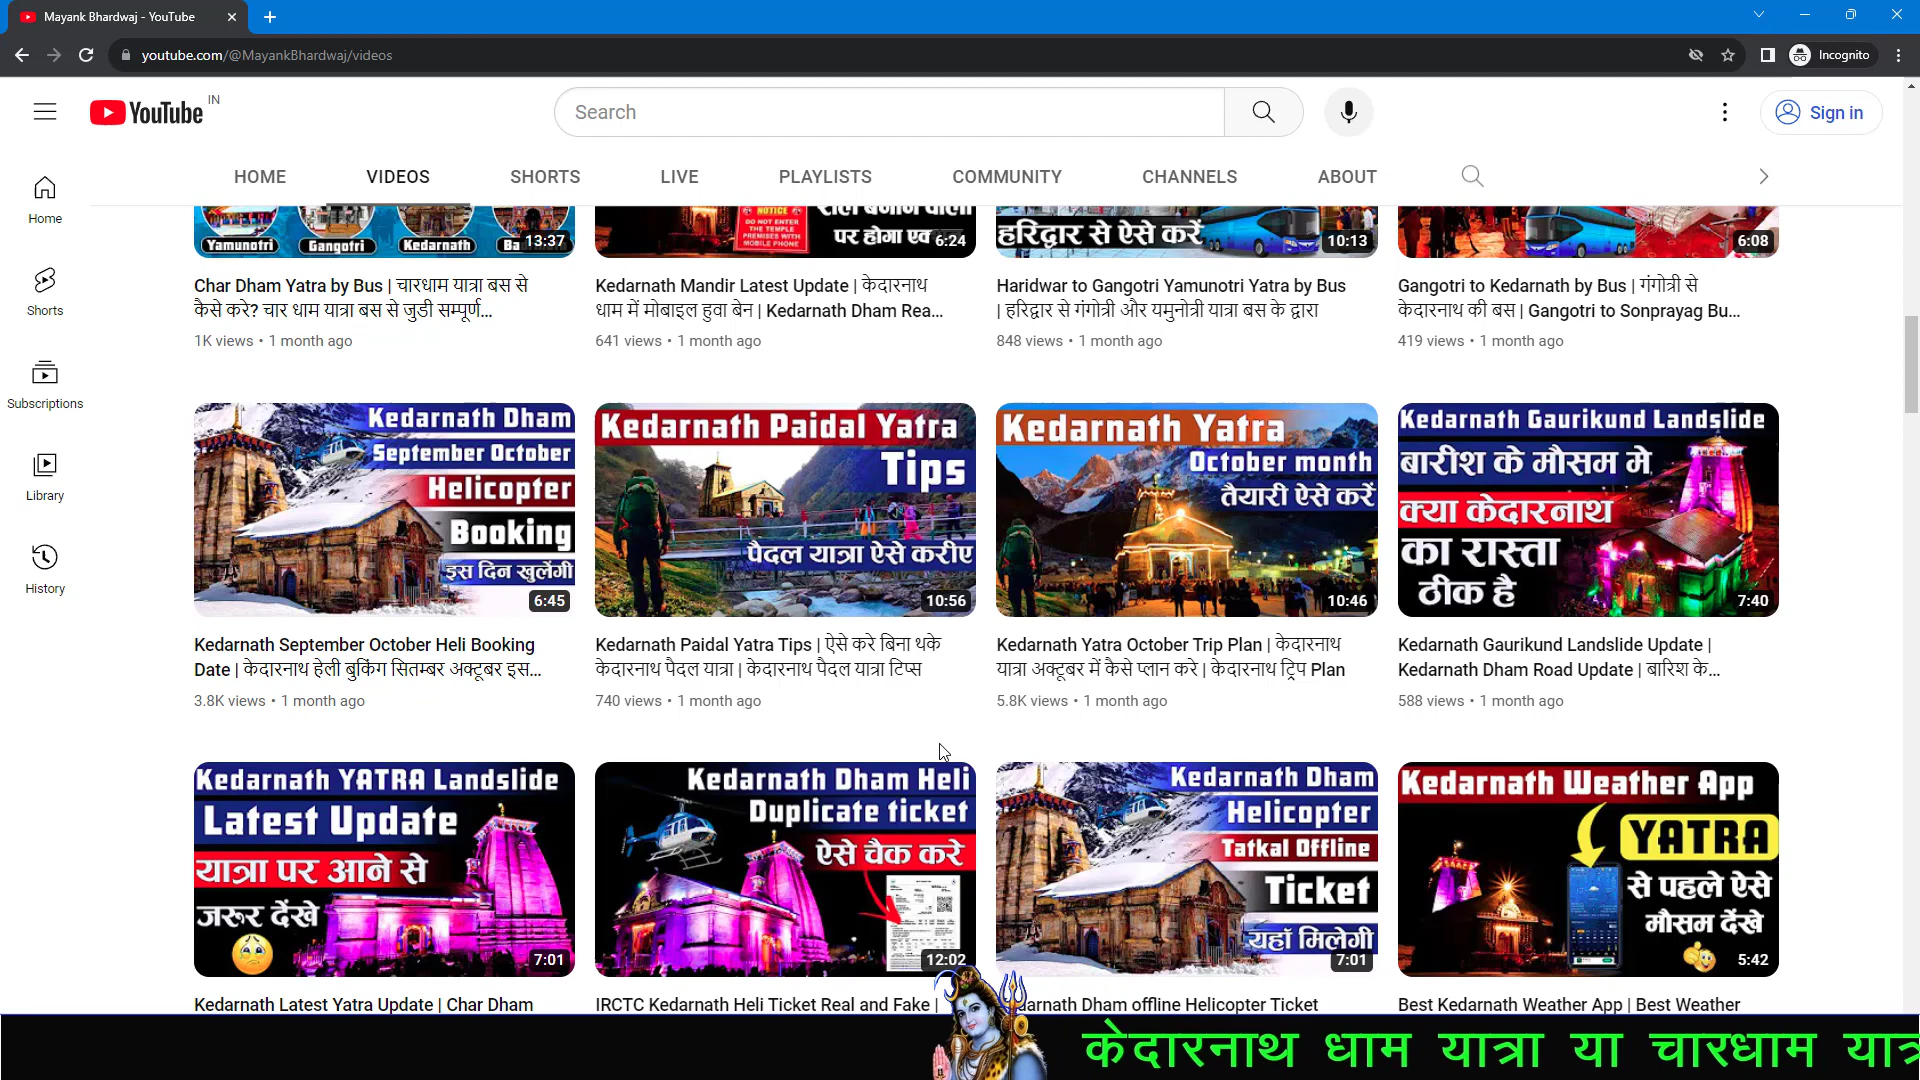 Mayank Bhardwaj - YouTube
youtube.com/@MayankBhardwaj/videos
Incognito
YouTube IN
Search
Sign in
HOME VIDEOS SHORTS LIVE PLAYLISTS COMMUNITY CHANNELS ABOUT
Home
Shorts
Subscriptions
Library
History
Yamunotri Gangotri Kedarnath Ba
13:37
NOTICE
DO NOT ENTER
THE TEMPLE
PREMISES WITH
MOBILE PHONE
पर होगा एव
6:24
हरिद्वार से ऐसे करें
10:13
6:08
Char Dham Yatra by Bus | चारधाम यात्रा बस से
कैसे करे? चार धाम यात्रा बस से जुडी सम्पूर्ण...
1K views • 1 month ago
Kedarnath Mandir Latest Update | केदारनाथ
धाम में मोबाइल हुवा बेन | Kedarnath Dham Rea...
641 views • 1 month ago
Haridwar to Gangotri Yamunotri Yatra by Bus
| हरिद्वार से गंगोत्री और यमुनोत्री यात्रा बस के द्वारा
848 views • 1 month ago
Gangotri to Kedarnath by Bus | गंगोत्री से
केदारनाथ की बस | Gangotri to Sonprayag Bu...
419 views • 1 month ago
Kedarnath Dham
September October
Helicopter
Booking
इस दिन खुलेंगी
6:45
Kedarnath Paidal Yatra
Tips
पैदल यात्रा ऐसे करीए
10:56
Kedarnath Yatra
October month
तैयारी ऐसे करें
10:46
Kedarnath Gaurikund Landslide
बारीश के मौसम मे
क्या केदारनाथ
का रास्ता
ठीक है
7:40
Kedarnath September October Heli Booking
Date | केदारनाथ हेली बुकिंग सितम्बर अक्टूबर इस...
3.8K views • 1 month ago
Kedarnath Paidal Yatra Tips | ऐसे करे बिना थके
केदारनाथ पैदल यात्रा | केदारनाथ पैदल यात्रा टिप्स
740 views • 1 month ago
Kedarnath Yatra October Trip Plan | केदारनाथ
यात्रा अक्टूबर में कैसे प्लान करे | केदारनाथ ट्रिप Plan
5.8K views • 1 month ago
Kedarnath Gaurikund Landslide Update |
Kedarnath Dham Road Update | बारिश के...
588 views • 1 month ago
Kedarnath YATRA Landslide
Latest Update
यात्रा पर आने से
जरूर देंखे
7:01
Kedarnath Dham Heli
Duplicate ticket
ऐसे चैक करे
12:02
Kedarnath Dham
Helicopter
Tatkal Offline
Ticket
यहाँ मिलेगी
7:01
Kedarnath Weather App
YATRA
से पहले ऐसे
मौसम देंखे
5:42
Kedarnath Latest Yatra Update | Char Dham
IRCTC Kedarnath Heli Ticket Real and Fake |
arnath Dham offline Helicopter Ticket
Best Kedarnath Weather App | Best Weather
केदारनाथ धाम यात्रा या चारधाम यात्र